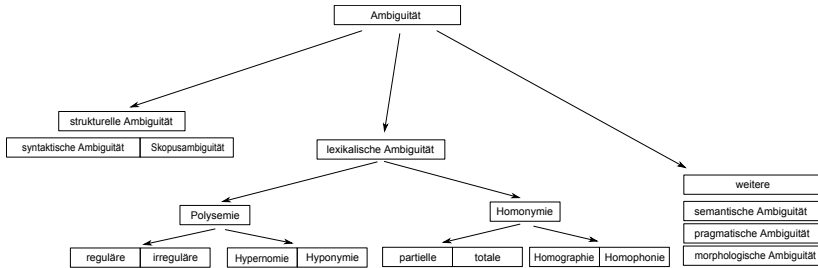 Ambiguität
strukturelle Ambiguität
syntaktische Ambiguität Skopusambiguität
lexikalische Ambiguität
weitere
semantische Ambiguität
pragmatische Ambiguität
morphologische Ambiguität
Polysemie
Homonymie
reguläre irreguläre
Hypernomie Hyponymie
partielle totale
Homographie Homophonie